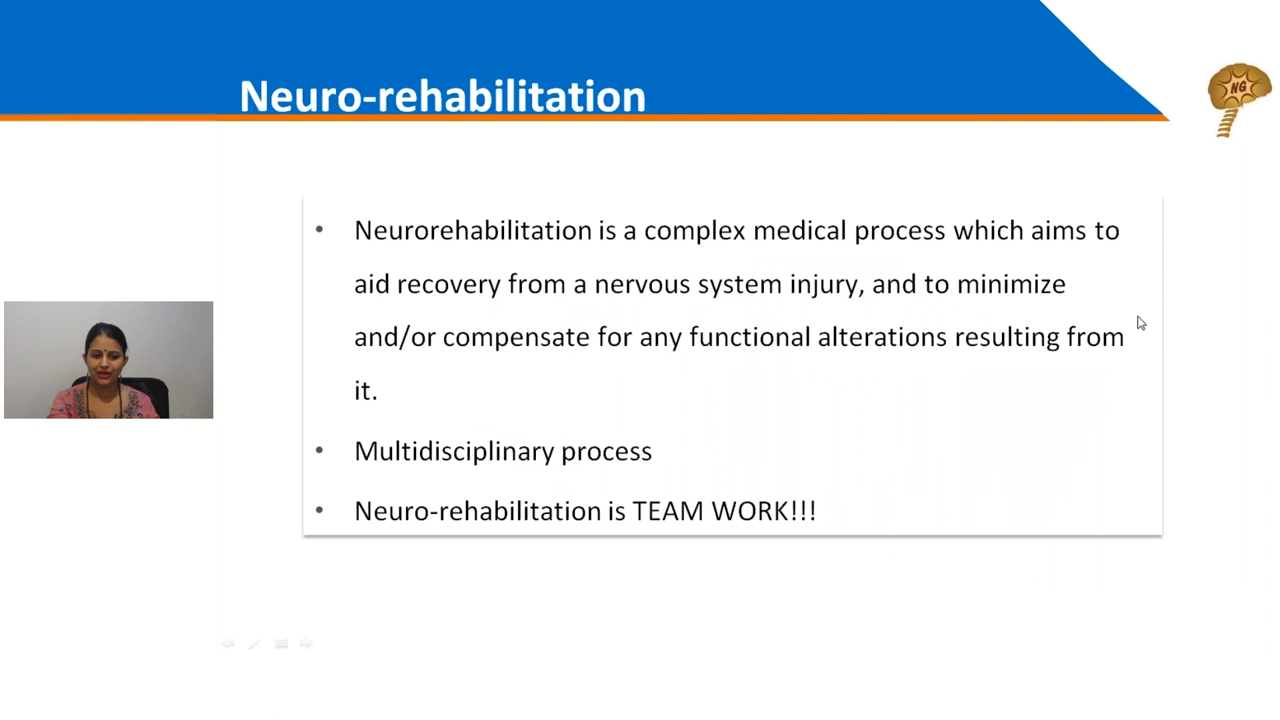 Neuro-rehabilitation
NG
• Neurorehabilitation is a complex medical process which aims to
aid recovery from a nervous system injury, and to minimize
and/or compensate for any functional alterations resulting from
it.
• Multidisciplinary process
• Neuro-rehabilitation is TEAM WORK!!!